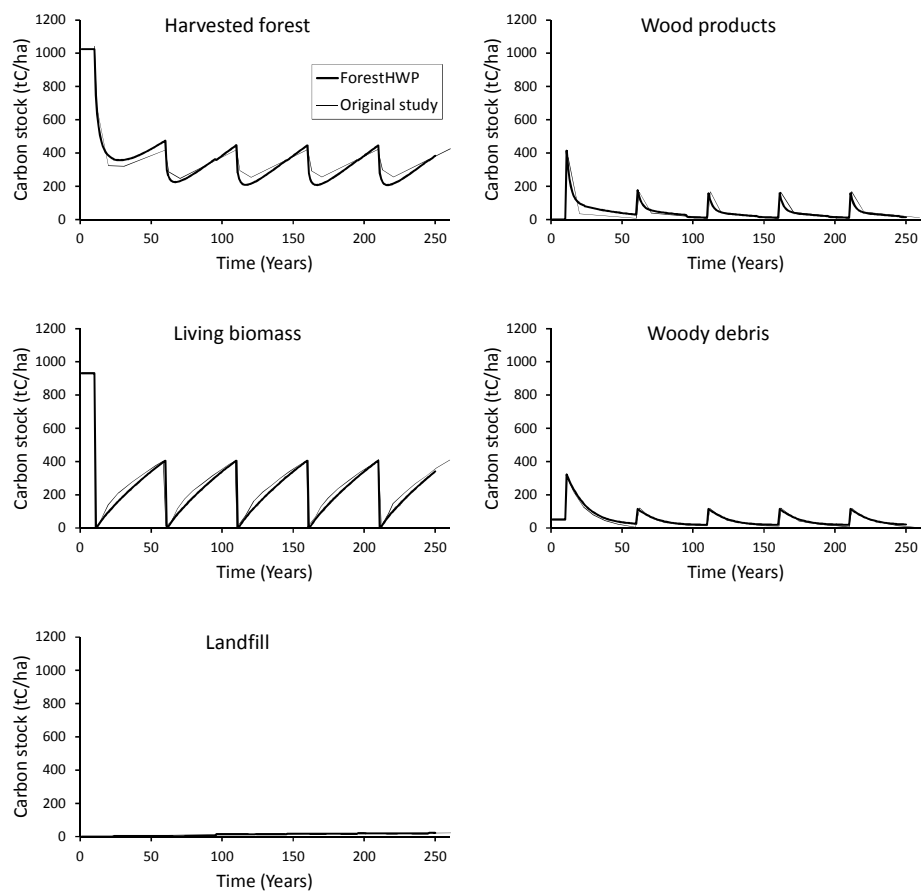 Harvested forest
Carbon stock (tC/ha)
1200
1000
800
600
400
200
0
0 50 100 150 200 250
Time (Years)
ForestHWP
Original study
Wood products
Carbon stock (tC/ha)
1200
1000
800
600
400
200
0
0 50 100 150 200 250
Time (Years)
Living biomass
Carbon stock (tC/ha)
1200
1000
800
600
400
200
0
0 50 100 150 200 250
Time (Years)
Woody debris
Carbon stock (tC/ha)
1200
1000
800
600
400
200
0
0 50 100 150 200 250
Time (Years)
Landfill
Carbon stock (tC/ha)
1200
1000
800
600
400
200
0
0 50 100 150 200 250
Time (Years)